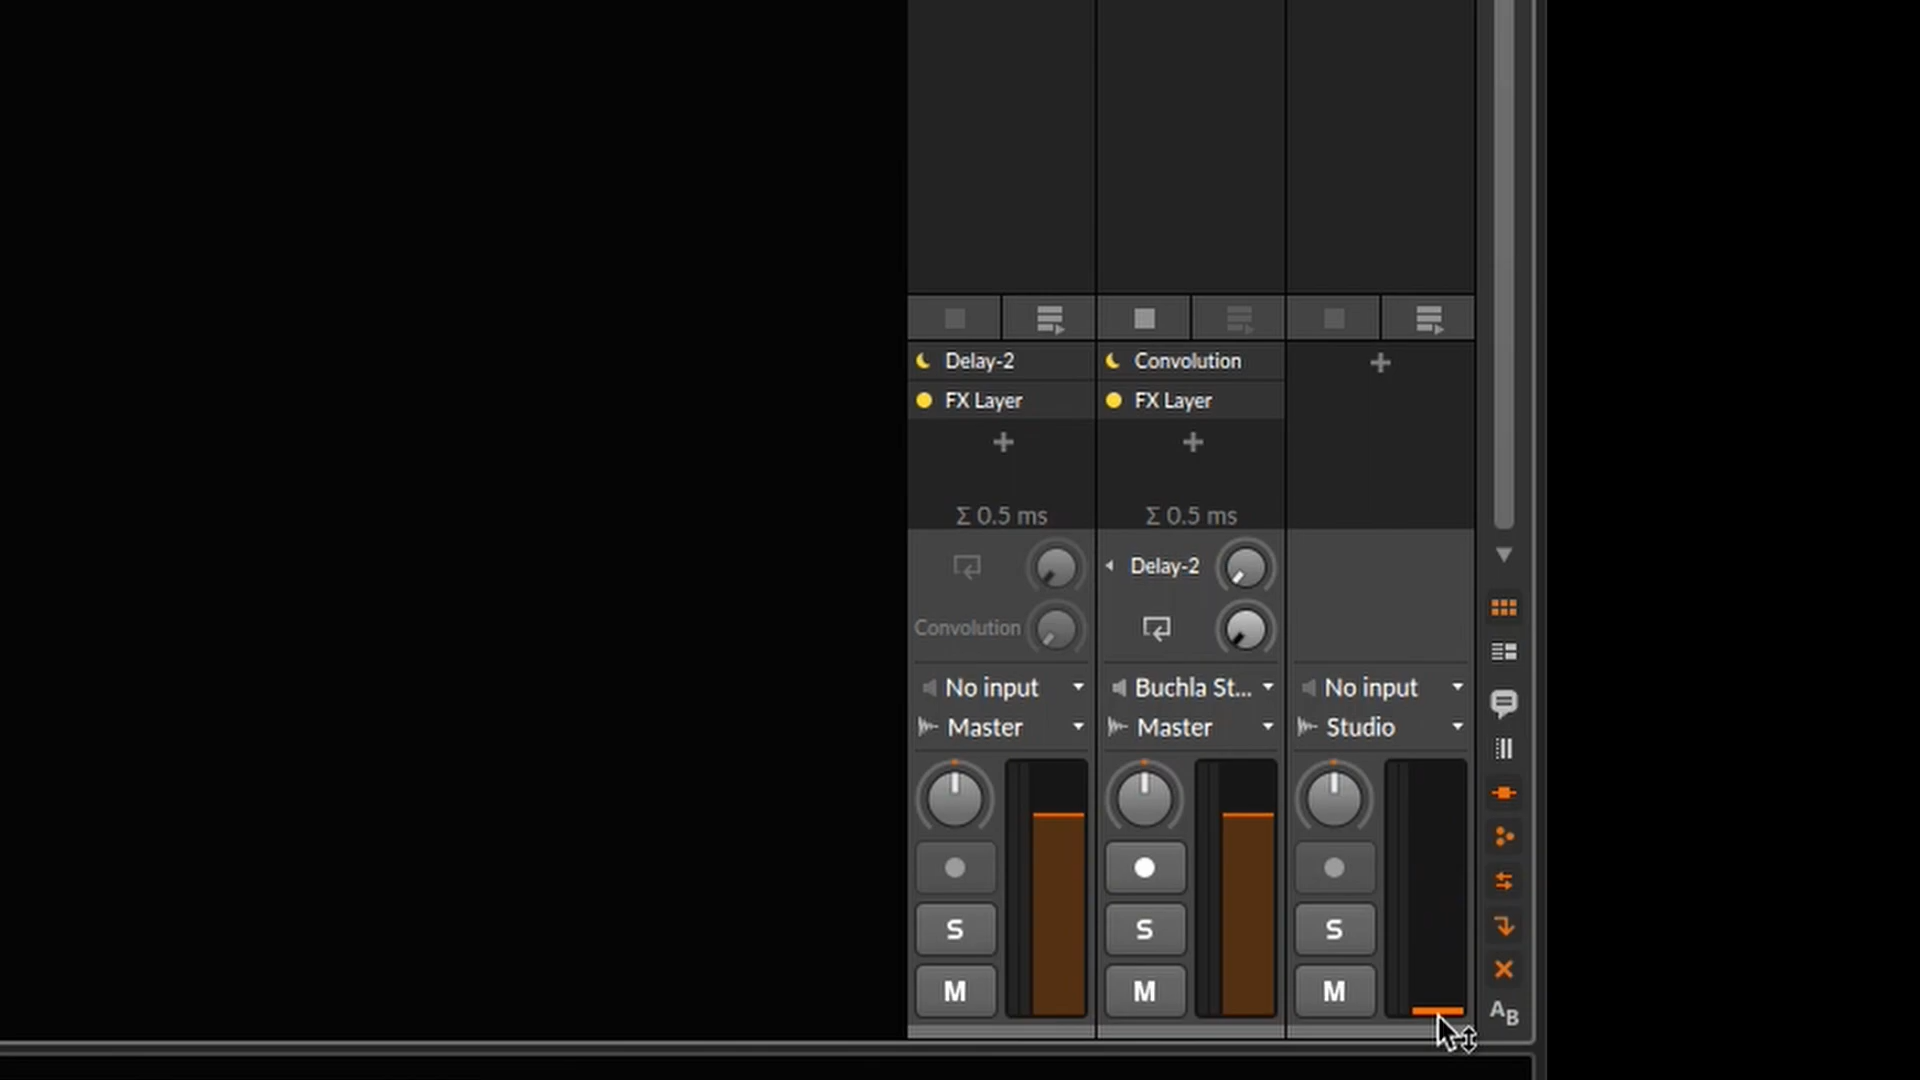 Delay-2 Convolution
FX Layer FX Layer
Σ 0.5 ms Σ 0.5 ms
Delay-2
Convolution
No input Buchla St... No input
Master Master Studio
S S S
M M M
AB